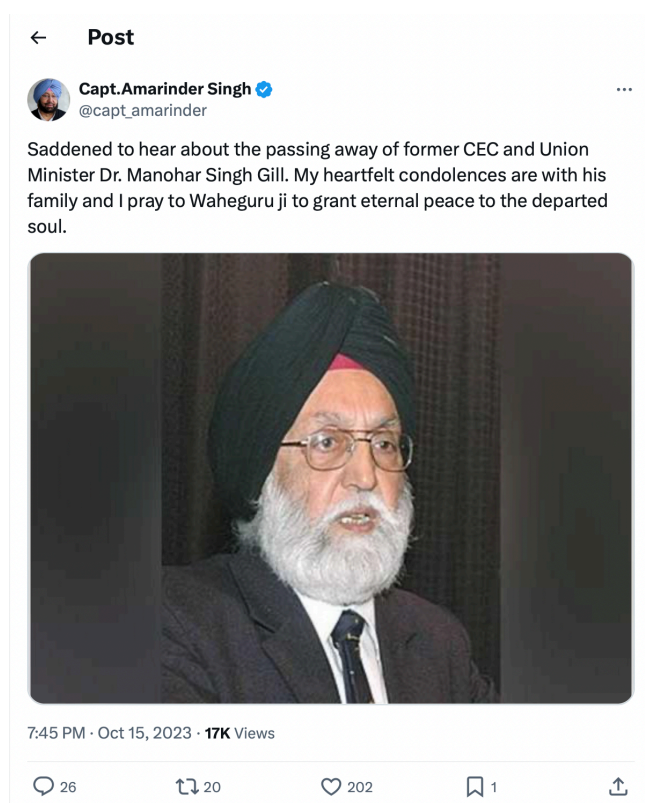 Post
Capt.Amarinder Singh
@capt_amarinder
Saddened to hear about the passing away of former CEC and Union
Minister Dr. Manohar Singh Gill. My heartfelt condolences are with his
family and I pray to Waheguru ji to grant eternal peace to the departed
soul.
7:45 PM · Oct 15, 2023 · 17K Views
26 20 202 1